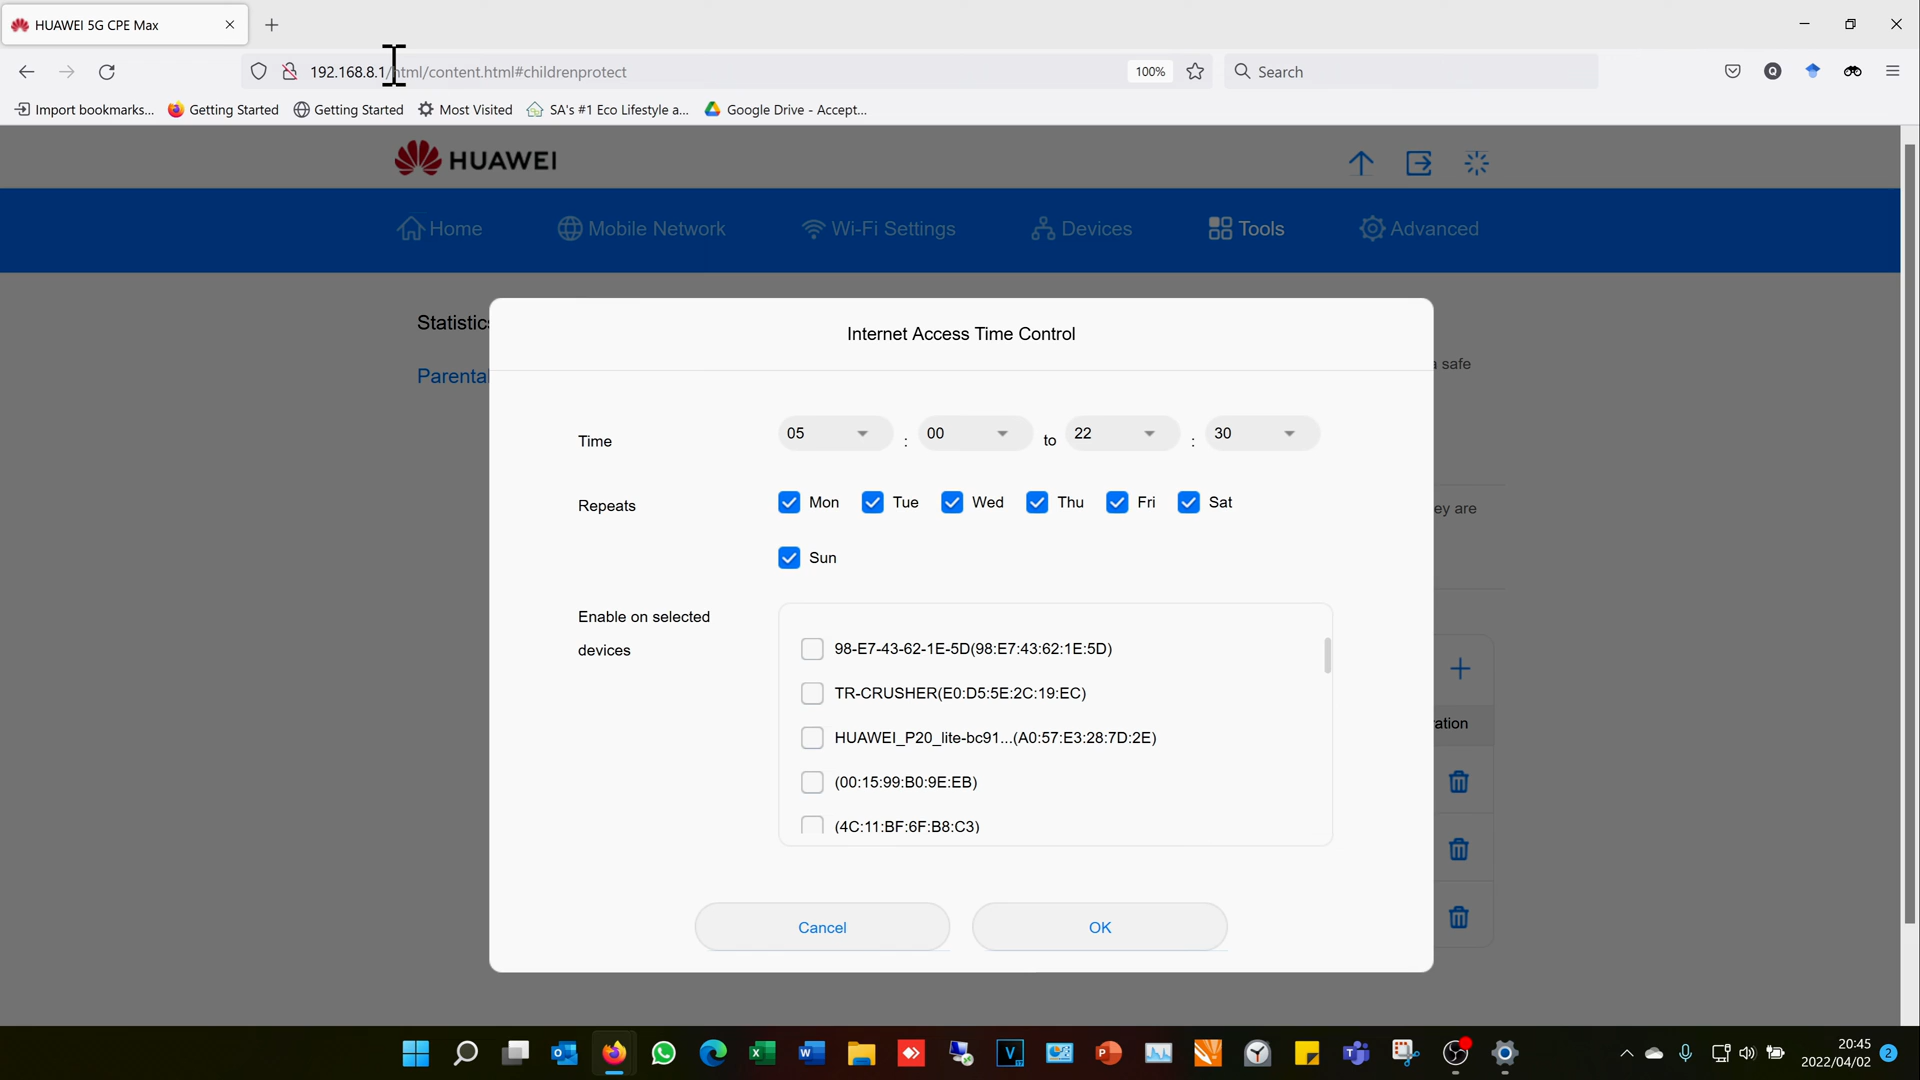 HUAWEI 5G CPE Max
192.168.8.1/html/content.html#childrenprotect
100%
Search
Import bookmarks...
Getting Started
Getting Started
Most Visited
SA's #1 Eco Lifestyle a...
Google Drive - Accept...
HUAWEI
Home
Mobile Network
Wi-Fi Settings
Devices
Tools
Advanced
Statistics
Parental
a safe
ey are
ation
Internet Access Time Control
Time
05 : 00 to 22 : 30
Repeats
Mon Tue Wed Thu Fri Sat
Sun
Enable on selected
devices
98-E7-43-62-1E-5D(98:E7:43:62:1E:5D)
TR-CRUSHER(E0:D5:5E:2C:19:EC)
HUAWEI_P20_lite-bc91...(A0:57:E3:28:7D:2E)
(00:15:99:B0:9E:EB)
(4C:11:BF:6F:B8:C3)
Cancel
OK
20:45
2022/04/02
2